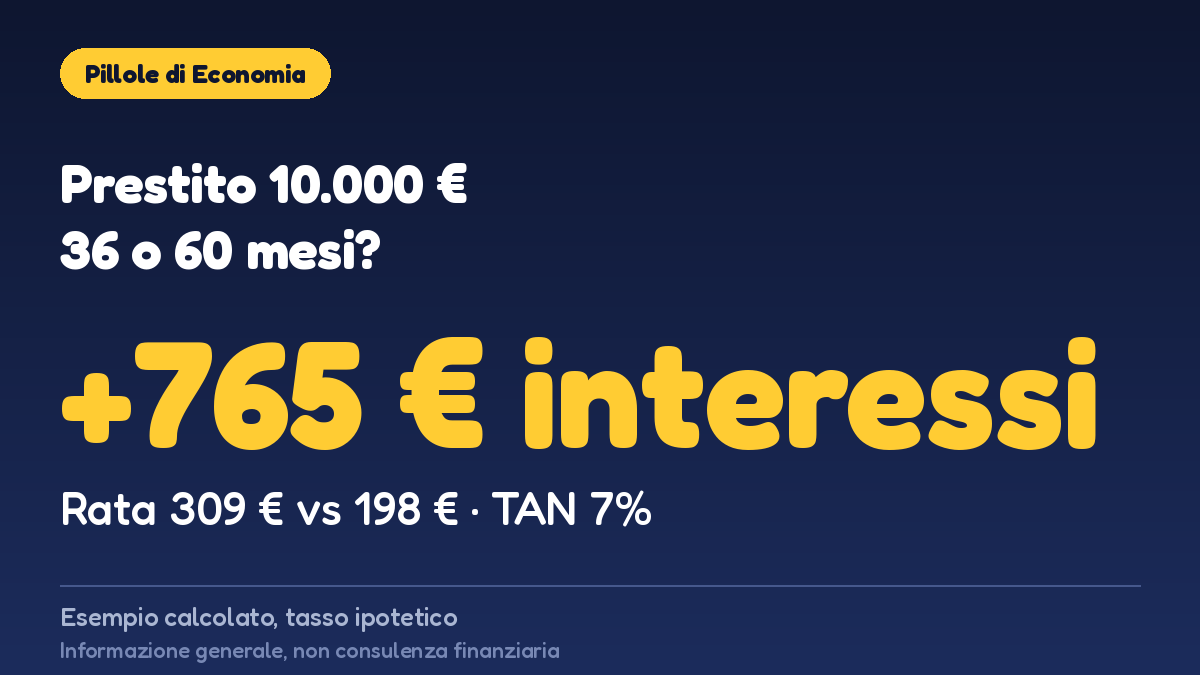 Pillole di Economia
Prestito 10.000 €
36 o 60 mesi?
+765 € interessi
Rata 309 € vs 198 € · TAN 7%
Esempio calcolato, tasso ipotetico
Informazione generale, non consulenza finanziaria